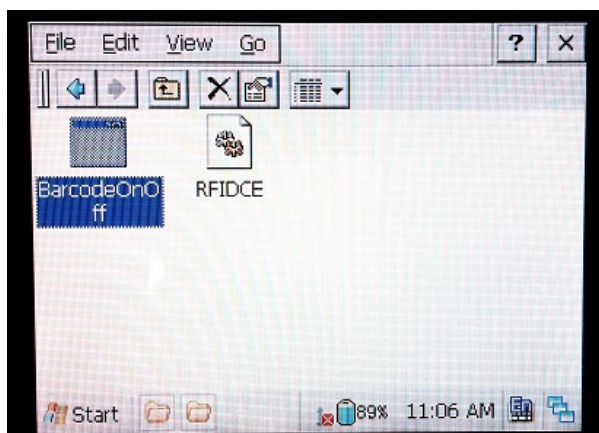 File Edit View Go ? X
BarcodeOnO
ff
RFIDCE
Start 89% 11:06 AM